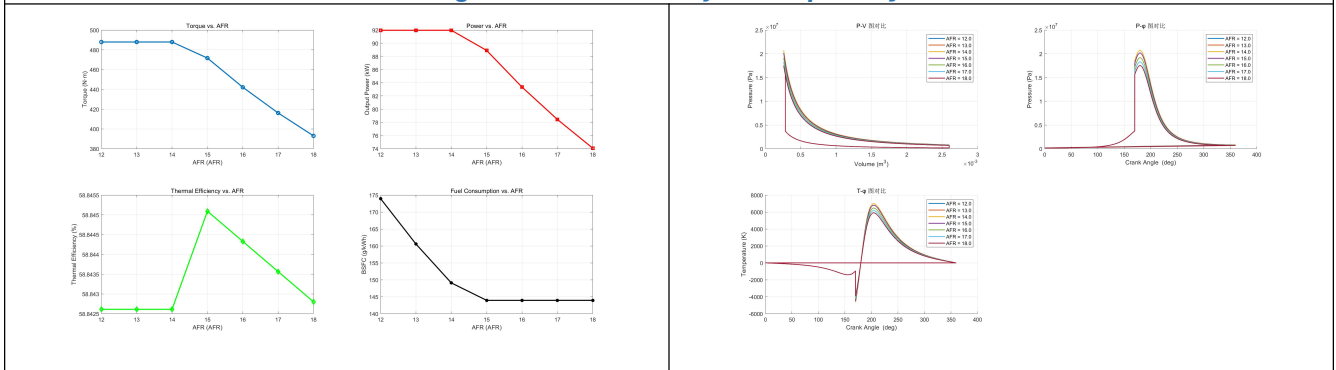 Torque vs. AFR
500
480
460
440
420
400
380
12 13 14 15 16 17 18
Torque (N·m)
AFR (AFR)
Power vs. AFR
92
90
88
86
84
82
80
78
76
74
12 13 14 15 16 17 18
Output Power (kW)
AFR (AFR)
Thermal Efficiency vs. AFR
58.8455
58.845
58.8445
58.844
58.8435
58.843
58.8425
12 13 14 15 16 17 18
Thermal Efficiency (%)
AFR (AFR)
Fuel Consumption vs. AFR
175
170
165
160
155
150
145
140
12 13 14 15 16 17 18
BSFC (g/kWh)
AFR (AFR)
P-V 图对比
×10⁷
2.5
2
1.5
1
0.5
0
0 0.5 1 1.5 2 2.5 3
×10⁻³
Pressure (Pa)
Volume (m³)
AFR = 12.0
AFR = 13.0
AFR = 14.0
AFR = 15.0
AFR = 16.0
AFR = 17.0
AFR = 18.0
P-φ 图对比
×10⁷
2.5
2
1.5
1
0.5
0
0 50 100 150 200 250 300 350 400
Pressure (Pa)
Crank Angle (deg)
AFR = 12.0
AFR = 13.0
AFR = 14.0
AFR = 15.0
AFR = 16.0
AFR = 17.0
AFR = 18.0
T-φ 图对比
8000
6000
4000
2000
0
-2000
-4000
-6000
0 50 100 150 200 250 300 350 400
Temperature (K)
Crank Angle (deg)
AFR = 12.0
AFR = 13.0
AFR = 14.0
AFR = 15.0
AFR = 16.0
AFR = 17.0
AFR = 18.0